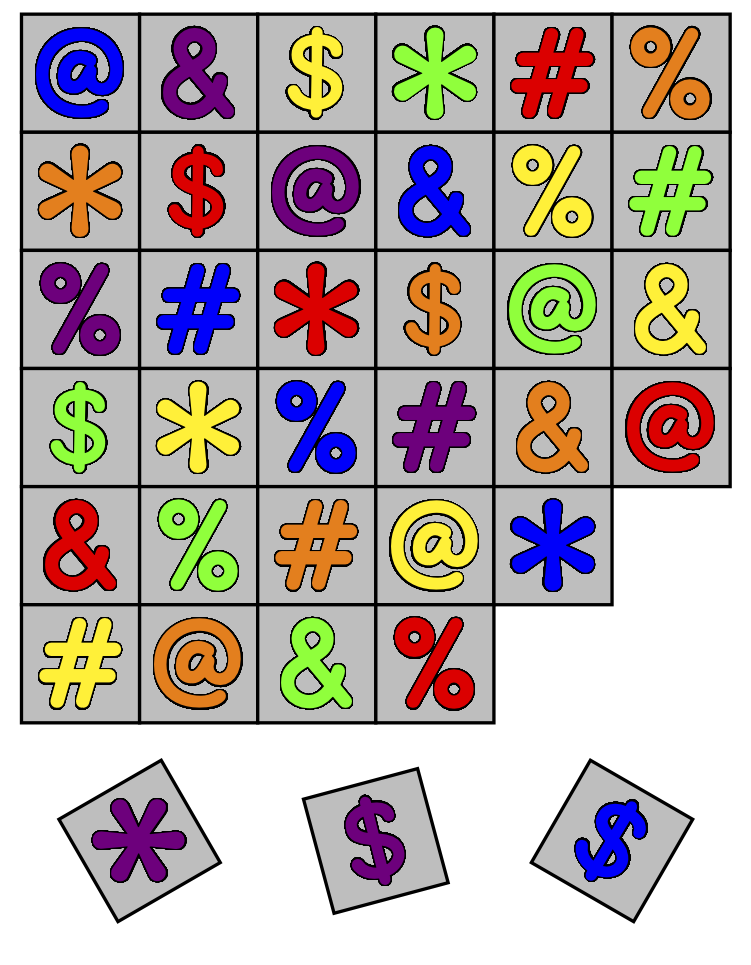 @ & $ * # %
* $ @ & % #
% # * $ @ &
$ * % # & @
& % # @ *
# @ & %
* $ $